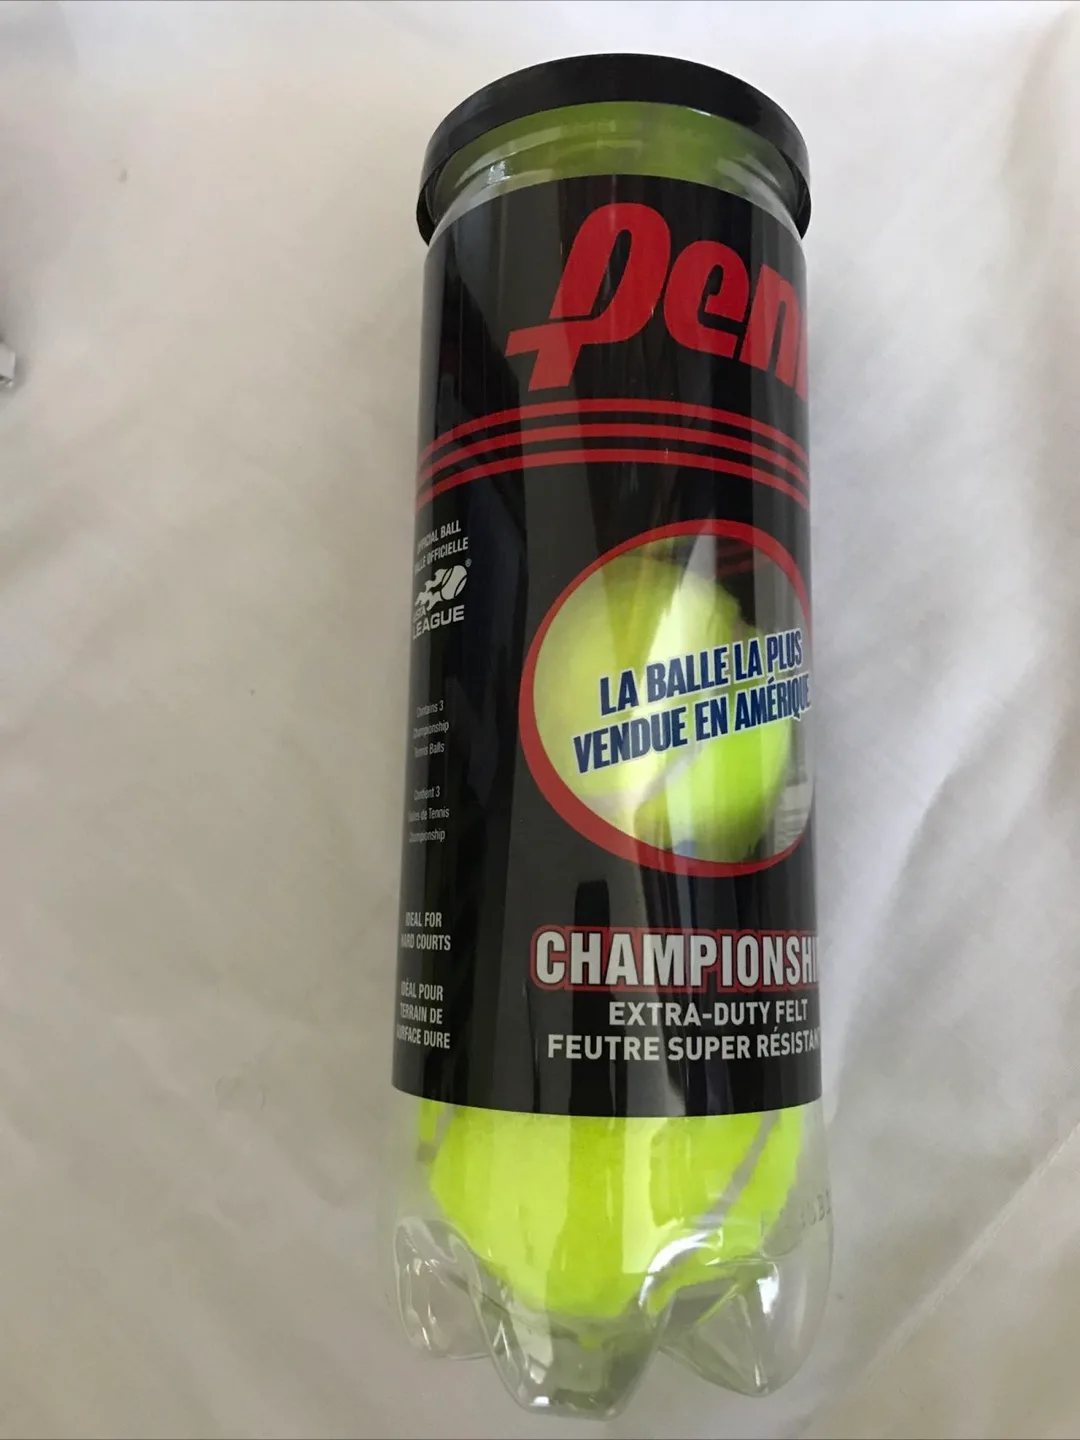 Penn
OFFICIAL BALL
BALLE OFFICIELLE
LEAGUE
LA BALLE LA PLUS
VENDUE EN AMÉRIQUE
Contains 3
Championship
Tennis Balls
Contient 3
Balles de Tennis
Championship
IDEAL FOR
HARD COURTS
IDÉAL POUR
TERRAIN DE
SURFACE DURE
CHAMPIONSHI
EXTRA-DUTY FELT
FEUTRE SUPER RÉSISTAN